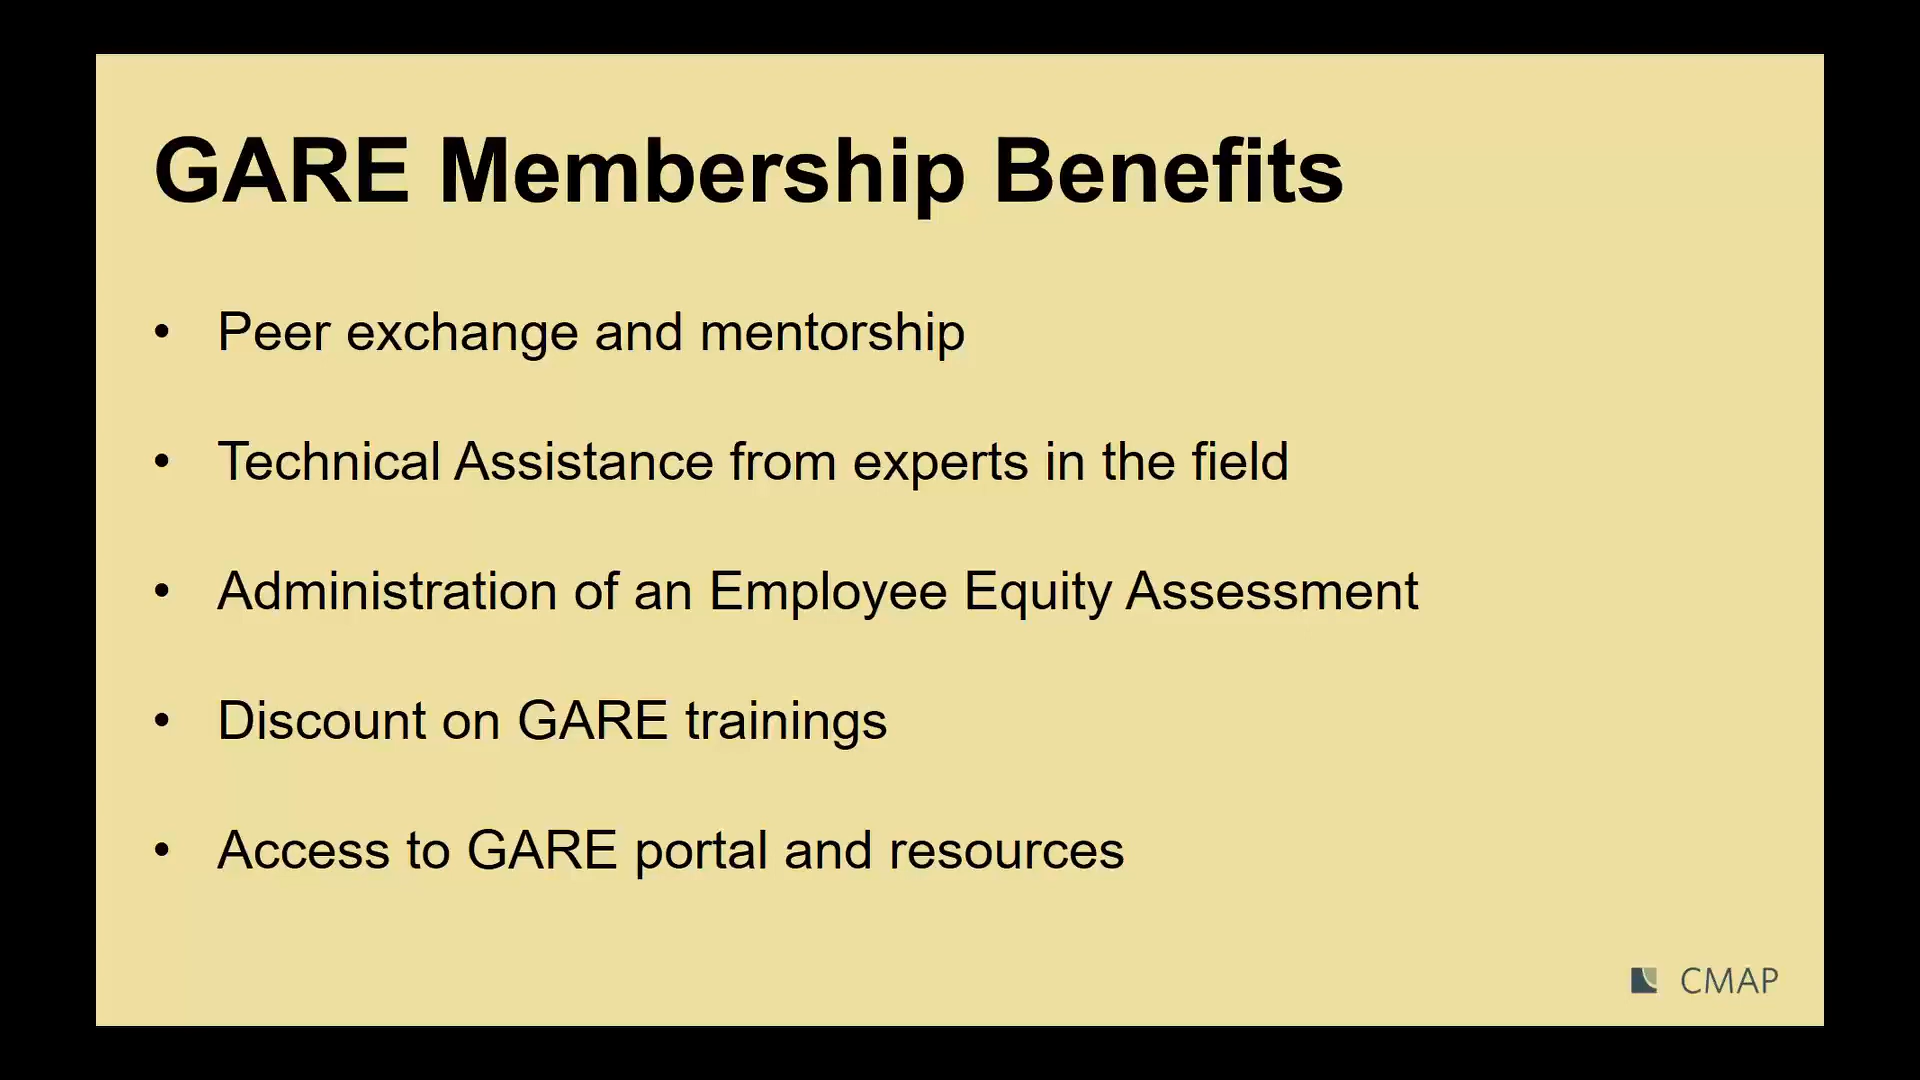 GARE Membership Benefits
• Peer exchange and mentorship
• Technical Assistance from experts in the field
• Administration of an Employee Equity Assessment
• Discount on GARE trainings
• Access to GARE portal and resources
CMAP